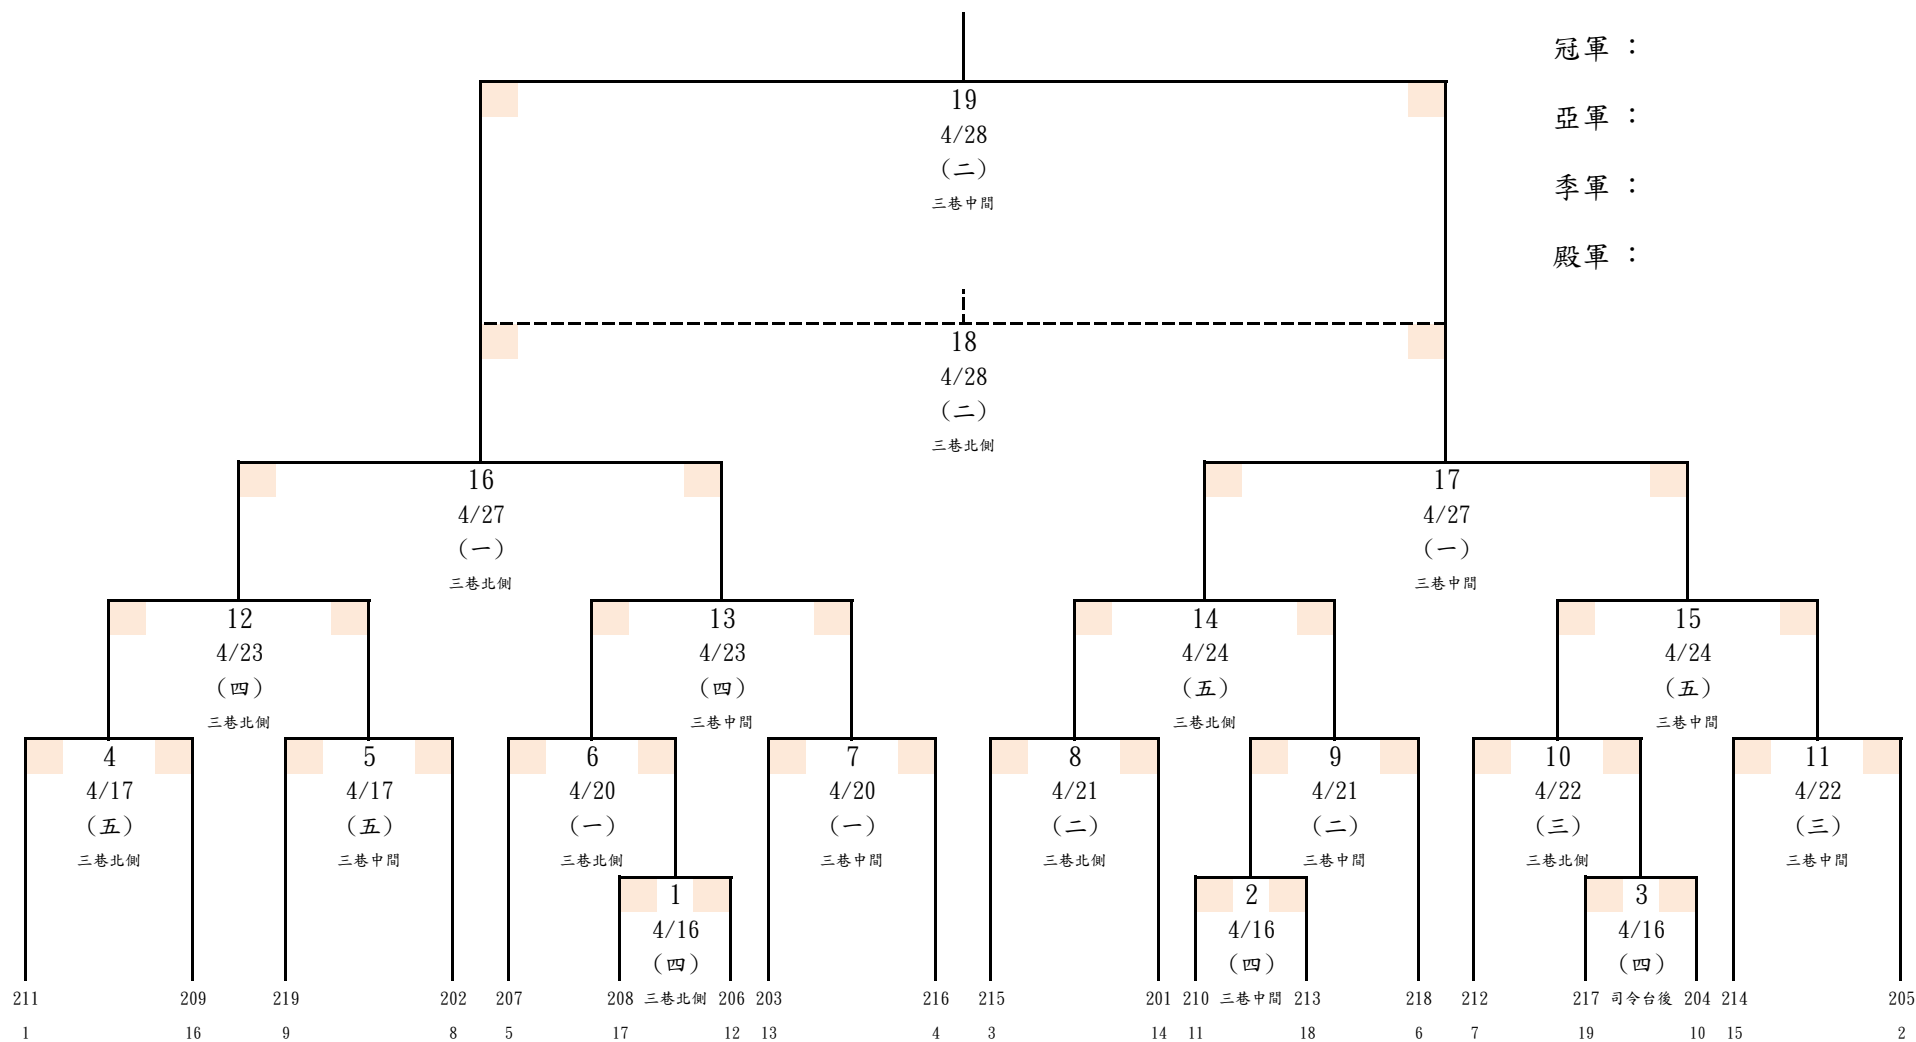 冠軍：
亞軍：
季軍：
殿軍：
19
4/28
(二)
三巷中間
18
4/28
(二)
三巷北側
16
4/27
(一)
三巷北側
17
4/27
(一)
三巷中間
12
4/23
(四)
三巷北側
13
4/23
(四)
三巷中間
14
4/24
(五)
三巷北側
15
4/24
(五)
三巷中間
4
4/17
(五)
三巷北側
5
4/17
(五)
三巷中間
6
4/20
(一)
三巷北側
7
4/20
(一)
三巷中間
8
4/21
(二)
三巷北側
9
4/21
(二)
三巷中間
10
4/22
(三)
三巷北側
11
4/22
(三)
三巷中間
1
4/16
(四)
2
4/16
(四)
3
4/16
(四)
211 209 219 202 207 208 三巷北側 206 203 216 215 201 210 三巷中間 213 218 212 217 司令台後 204 214 205
1 16 9 8 5 17 12 13 4 3 14 11 18 6 7 19 10 15 2